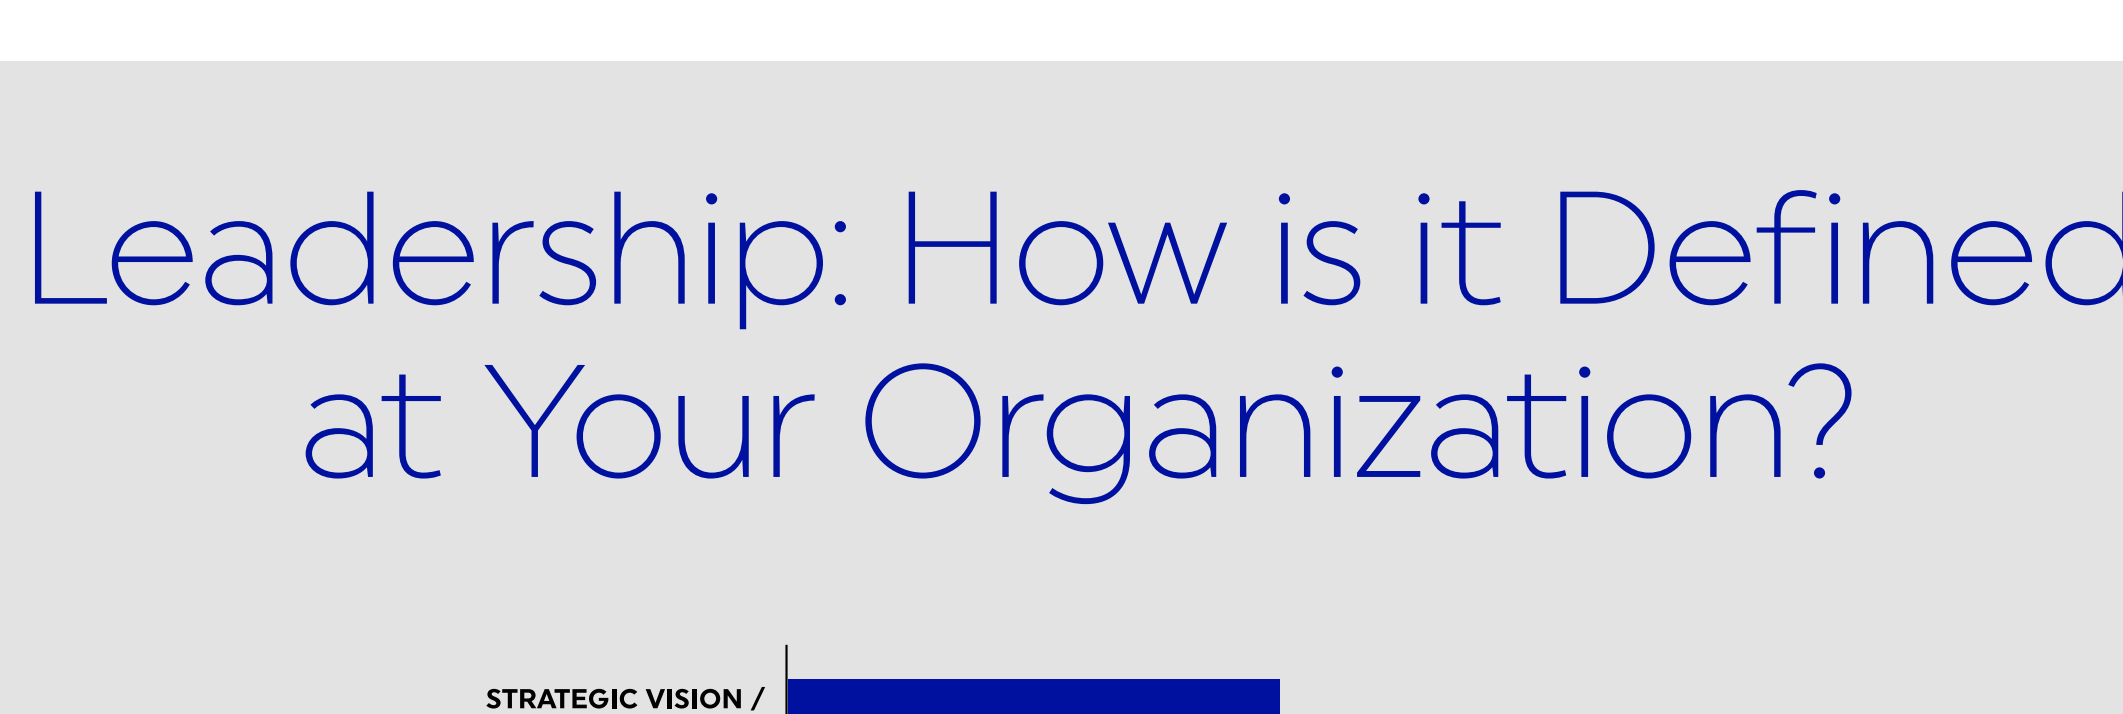 Leadership: How is it Defined
at Your Organization?
STRATEGIC VISION /